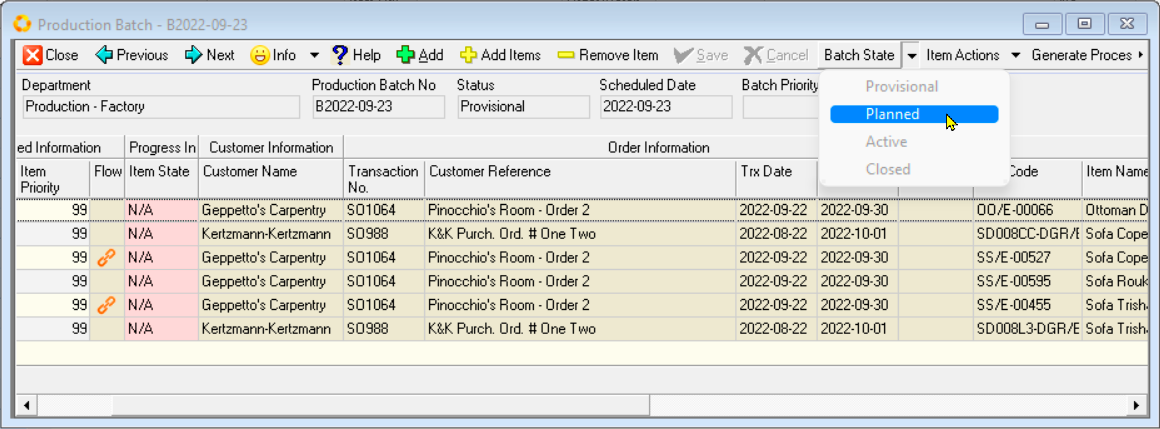 Production Batch - B2022-09-23
Close Previous Next Info Help Add Add Items Remove Item Save Cancel Batch State Item Actions Generate Proces
Department Production Batch No Status Scheduled Date Batch Priority Provisional
Production - Factory B2022-09-23 Provisional 2022-09-23 Planned
Active
Closed
ed Information Progress In Customer Information Order Information
Item Priority Flow Item State Customer Name Transaction No. Customer Reference Trx Date Code Item Name
99 N/A Geppetto's Carpentry SO1064 Pinocchio's Room - Order 2 2022-09-22 2022-09-30 OO/E-00066 Ottoman D
99 N/A Kertzmann-Kertzmann SO988 K&K Purch. Ord. # One Two 2022-08-22 2022-10-01 SD008CC-DGR/E Sofa Cope
99 N/A Geppetto's Carpentry SO1064 Pinocchio's Room - Order 2 2022-09-22 2022-09-30 SS/E-00527 Sofa Cope
99 N/A Geppetto's Carpentry SO1064 Pinocchio's Room - Order 2 2022-09-22 2022-09-30 SS/E-00595 Sofa Rouk
99 N/A Geppetto's Carpentry SO1064 Pinocchio's Room - Order 2 2022-09-22 2022-09-30 SS/E-00455 Sofa Trish
99 N/A Kertzmann-Kertzmann SO988 K&K Purch. Ord. # One Two 2022-08-22 2022-10-01 SD008L3-DGR/E Sofa Trish